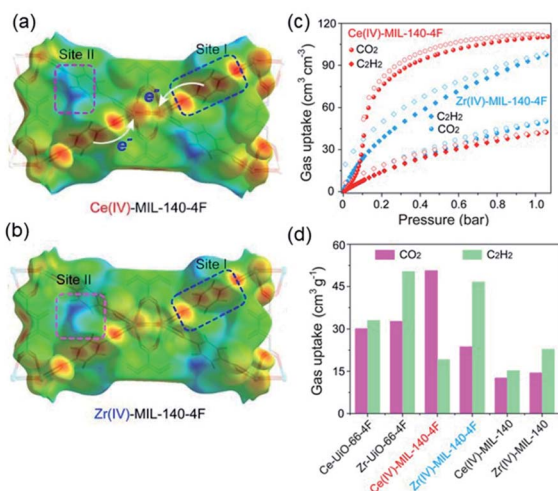 (a)
Site II
Site I
e⁻
e⁻
Ce(IV)-MIL-140-4F
(b)
Site II
Site I
Zr(IV)-MIL-140-4F
(c)
Gas uptake (cm³ cm⁻³)
120
90
60
30
0
Ce(IV)-MIL-140-4F
CO₂
C₂H₂
Zr(IV)-MIL-140-4F
C₂H₂
CO₂
0.0 0.2 0.4 0.6 0.8 1.0
Pressure (bar)
(d)
Gas uptake (cm³ g⁻¹)
60
45
30
15
0
CO₂ C₂H₂
Ce-UiO-66-4F
Zr-UiO-66-4F
Ce(IV)-MIL-140-4F
Zr(IV)-MIL-140-4F
Ce(IV)-MIL-140
Zr(IV)-MIL-140